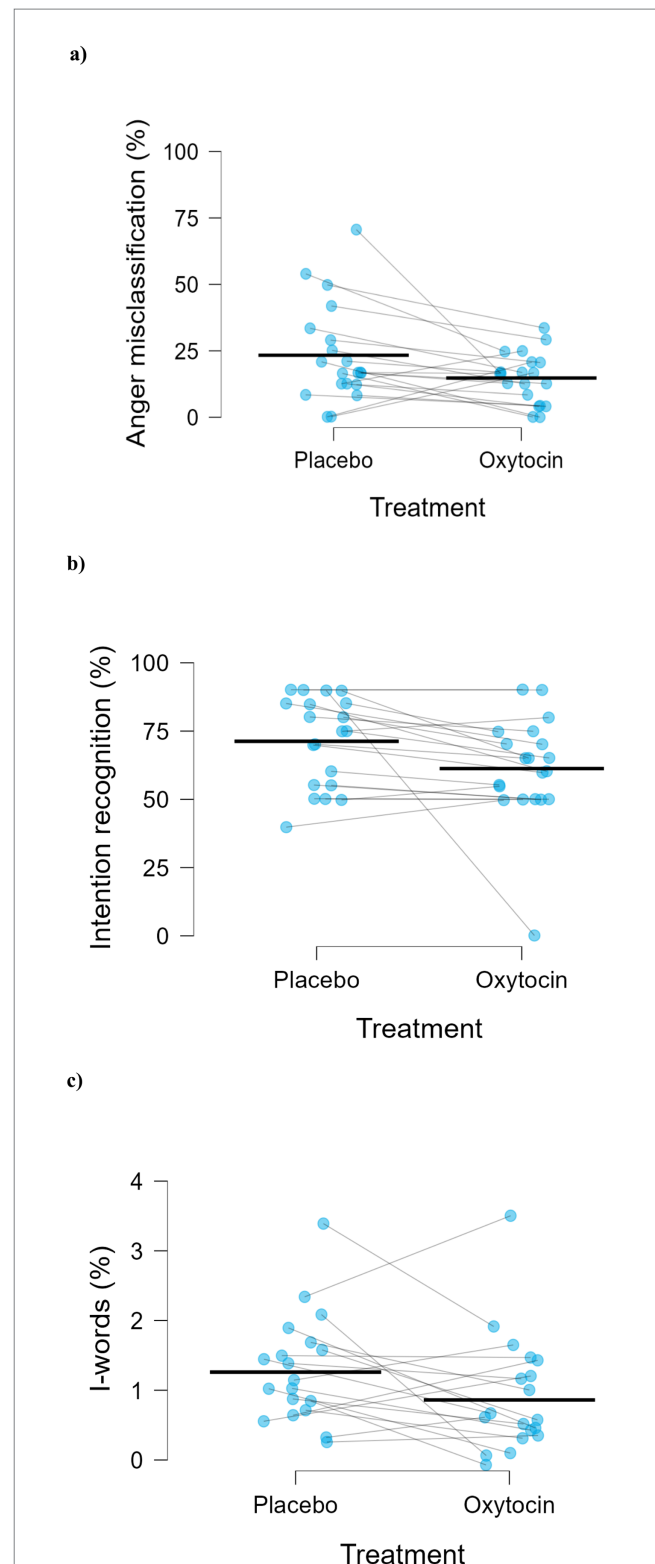 a)
Anger misclassification (%)
100
75
50
25
0
Placebo Oxytocin
Treatment
b)
Intention recognition (%)
100
75
50
25
0
Placebo Oxytocin
Treatment
c)
I-words (%)
4
3
2
1
0
Placebo Oxytocin
Treatment